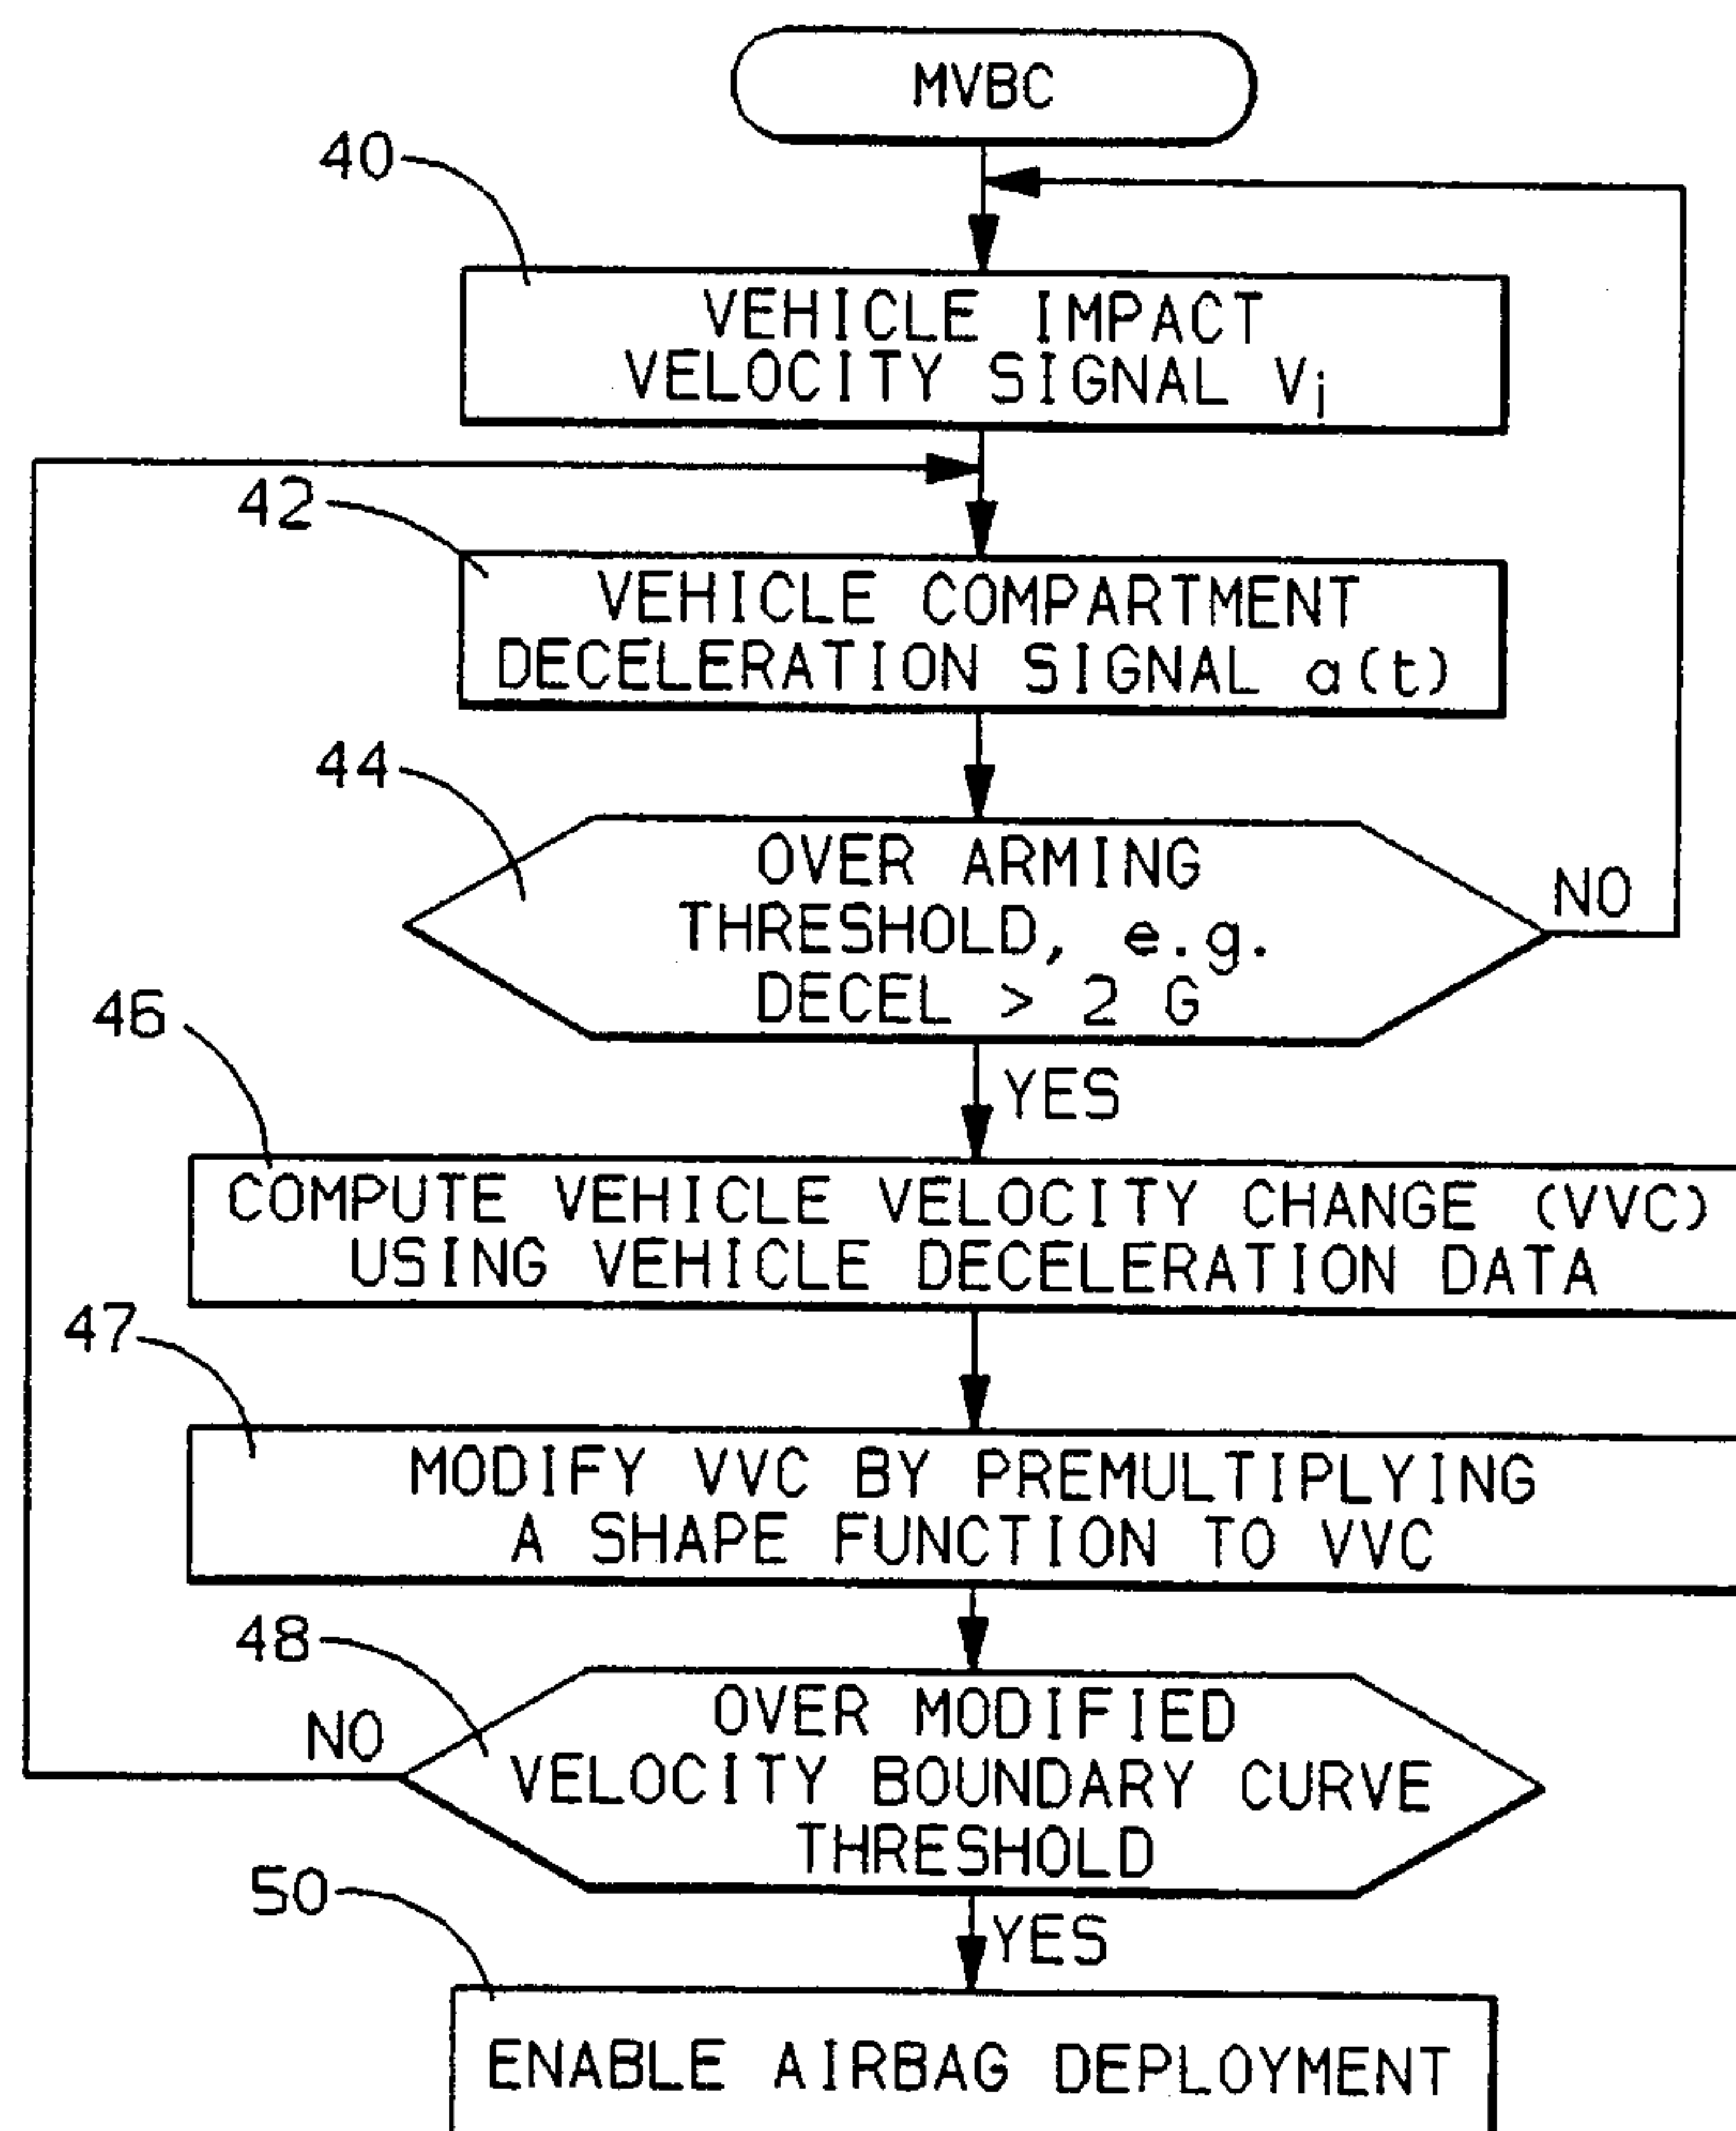 MVBC
40
VEHICLE IMPACT
VELOCITY SIGNAL Vi
42
VEHICLE COMPARTMENT
DECELERATION SIGNAL a(t)
44
OVER ARMING
THRESHOLD, e.g.
DECEL > 2 G
NO
46
YES
COMPUTE VEHICLE VELOCITY CHANGE (VVC)
USING VEHICLE DECELERATION DATA
47
MODIFY VVC BY PREMULTIPLYING
A SHAPE FUNCTION TO VVC
48
OVER MODIFIED
VELOCITY BOUNDARY CURVE
THRESHOLD
NO
50
YES
ENABLE AIRBAG DEPLOYMENT